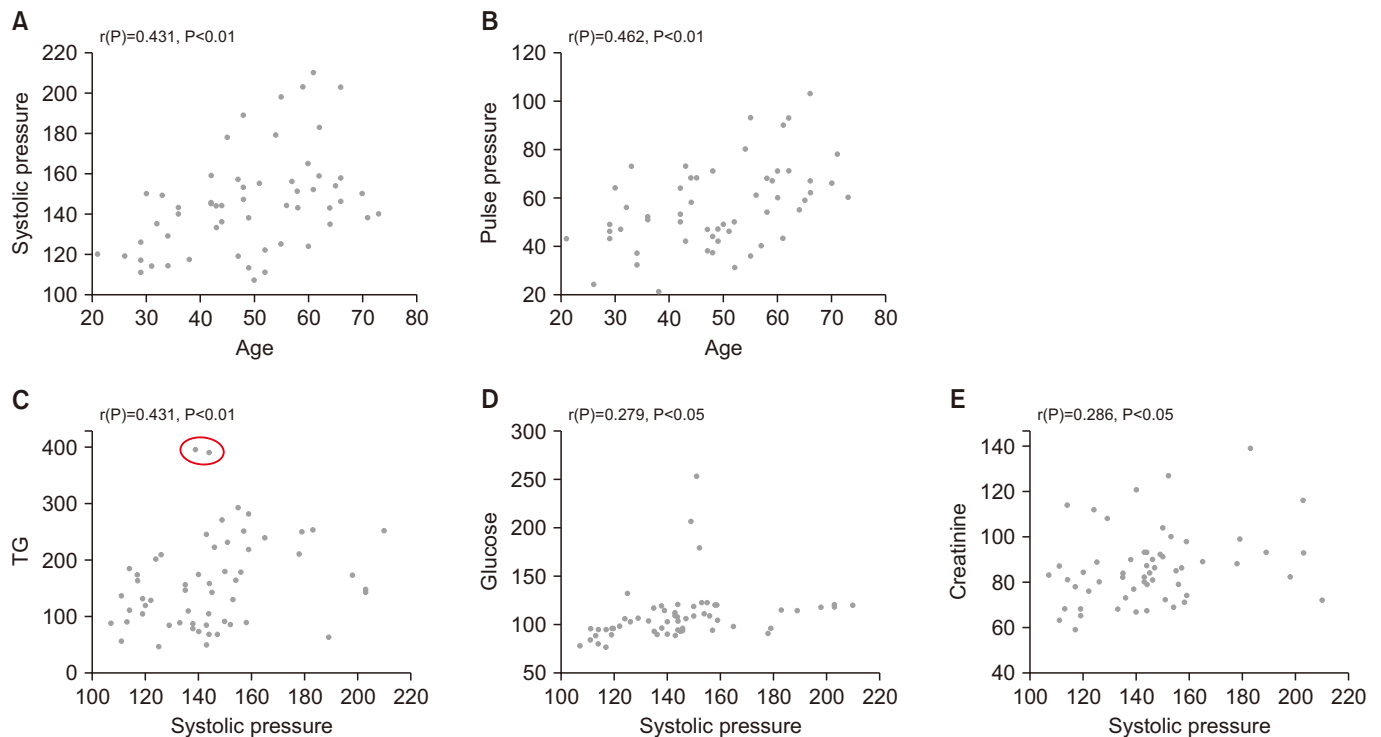 A
r(P)=0.431, P<0.01
220
200
180
160
140
120
100
Systolic pressure
20 30 40 50 60 70 80
Age
B
r(P)=0.462, P<0.01
120
100
80
60
40
20
Pulse pressure
20 30 40 50 60 70 80
Age
C
r(P)=0.431, P<0.01
400
300
200
100
0
TG
100 120 140 160 180 200 220
Systolic pressure
D
r(P)=0.279, P<0.05
300
250
200
150
100
50
Glucose
100 120 140 160 180 200 220
Systolic pressure
E
r(P)=0.286, P<0.05
140
120
100
80
60
40
Creatinine
100 120 140 160 180 200 220
Systolic pressure